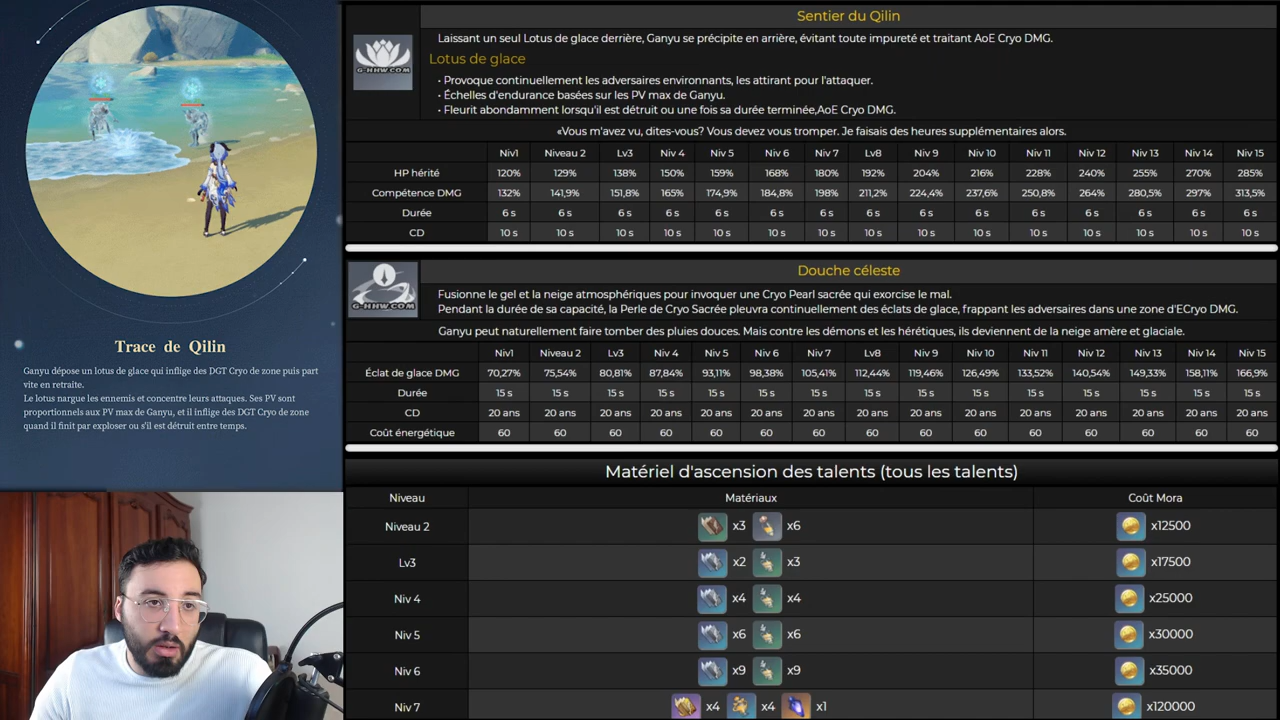 Trace de Qilin
Ganyu dépose un lotus de glace qui inflige des DGT Cryo de zone puis part
vite en retraite.
Le lotus nargue les ennemis et concentre leurs attaques. Ses PV sont
proportionnels aux PV max de Ganyu, et il inflige des DGT Cryo de zone
quand il finit par exploser ou s'il est détruit entre temps.
Sentier du Qilin
G-HHW.COM
Laissant un seul Lotus de glace derrière, Ganyu se précipite en arrière, évitant toute impureté et traitant AoE Cryo DMG.
Lotus de glace
• Provoque continuellement les adversaires environnants, les attirant pour l'attaquer.
• Échelles d'endurance basées sur les PV max de Ganyu.
• Fleurit abondamment lorsqu'il est détruit ou une fois sa durée terminée,AoE Cryo DMG.
«Vous m'avez vu, dites-vous? Vous devez vous tromper. Je faisais des heures supplémentaires alors.
Niv1 Niveau 2 Lv3 Niv 4 Niv 5 Niv 6 Niv 7 Lv8 Niv 9 Niv 10 Niv 11 Niv 12 Niv 13 Niv 14 Niv 15
HP hérité 120% 129% 138% 150% 159% 168% 180% 192% 204% 216% 228% 240% 255% 270% 285%
Compétence DMG 132% 141,9% 151,8% 165% 174,9% 184,8% 198% 211,2% 224,4% 237,6% 250,8% 264% 280,5% 297% 313,5%
Durée 6 s 6 s 6 s 6 s 6 s 6 s 6 s 6 s 6 s 6 s 6 s 6 s 6 s 6 s 6 s
CD 10 s 10 s 10 s 10 s 10 s 10 s 10 s 10 s 10 s 10 s 10 s 10 s 10 s 10 s 10 s
Douche céleste
G-HHW.COM
Fusionne le gel et la neige atmosphériques pour invoquer une Cryo Pearl sacrée qui exorcise le mal.
Pendant la durée de sa capacité, la Perle de Cryo Sacrée pleuvra continuellement des éclats de glace, frappant les adversaires dans une zone d'ECryo DMG.
Ganyu peut naturellement faire tomber des pluies douces. Mais contre les démons et les hérétiques, ils deviennent de la neige amère et glaciale.
Niv1 Niveau 2 Lv3 Niv 4 Niv 5 Niv 6 Niv 7 Lv8 Niv 9 Niv 10 Niv 11 Niv 12 Niv 13 Niv 14 Niv 15
Éclat de glace DMG 70,27% 75,54% 80,81% 87,84% 93,11% 98,38% 105,41% 112,44% 119,46% 126,49% 133,52% 140,54% 149,33% 158,11% 166,9%
Durée 15 s 15 s 15 s 15 s 15 s 15 s 15 s 15 s 15 s 15 s 15 s 15 s 15 s 15 s 15 s
CD 20 ans 20 ans 20 ans 20 ans 20 ans 20 ans 20 ans 20 ans 20 ans 20 ans 20 ans 20 ans 20 ans 20 ans 20 ans
Coût énergétique 60 60 60 60 60 60 60 60 60 60 60 60 60 60 60
Matériel d'ascension des talents (tous les talents)
Niveau Matériaux Coût Mora
Niveau 2 x3 x6 x12500
Lv3 x2 x3 x17500
Niv 4 x4 x4 x25000
Niv 5 x6 x6 x30000
Niv 6 x9 x9 x35000
Niv 7 x4 x4 x1 x120000